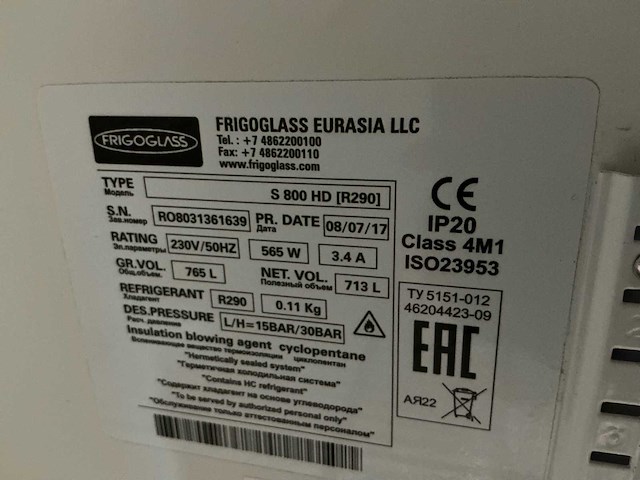 FRIGOGLASS
FRIGOGLASS EURASIA LLC
Tel. : +7 4862200100
Fax: +7 4862200110
www.frigoglass.com
TYPE
Модель
S 800 HD [R290]
S.N.
Зав.номер
RO8031361639
PR. DATE
Дата
08/07/17
RATING
Эл.параметры
230V/50HZ
565 W
3.4 A
GR.VOL.
Общ.объем.
765 L
NET. VOL.
Полезный объем
713 L
REFRIGERANT
Хладагент
R290
0.11 Kg
DES.PRESSURE
Расч. давление
L/H=15BAR/30BAR
Insulation blowing agent cyclopentane
Вспенивающее вещество термоизоляции циклопентан
"Hermetically sealed system"
"Герметичная холодильная система"
"Contains HC refrigerant"
"Содержит хладагент на основе углеводорода"
"To be served by authorized personal only"
"Обслуживание только аттестованным персоналом"
CE
IP20
Class 4M1
ISO23953
ТУ 5151-012
46204423-09
EAC
АЯ22